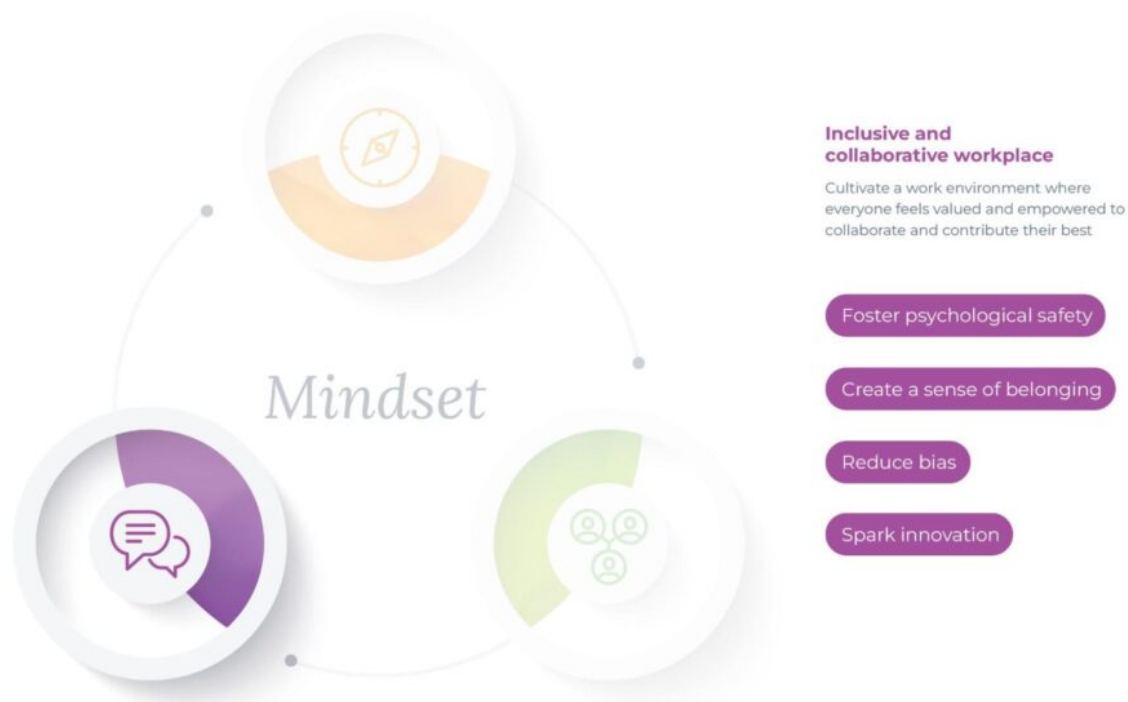 Mindset
Inclusive and
collaborative workplace
Cultivate a work environment where
everyone feels valued and empowered to
collaborate and contribute their best
Foster psychological safety
Create a sense of belonging
Reduce bias
Spark innovation